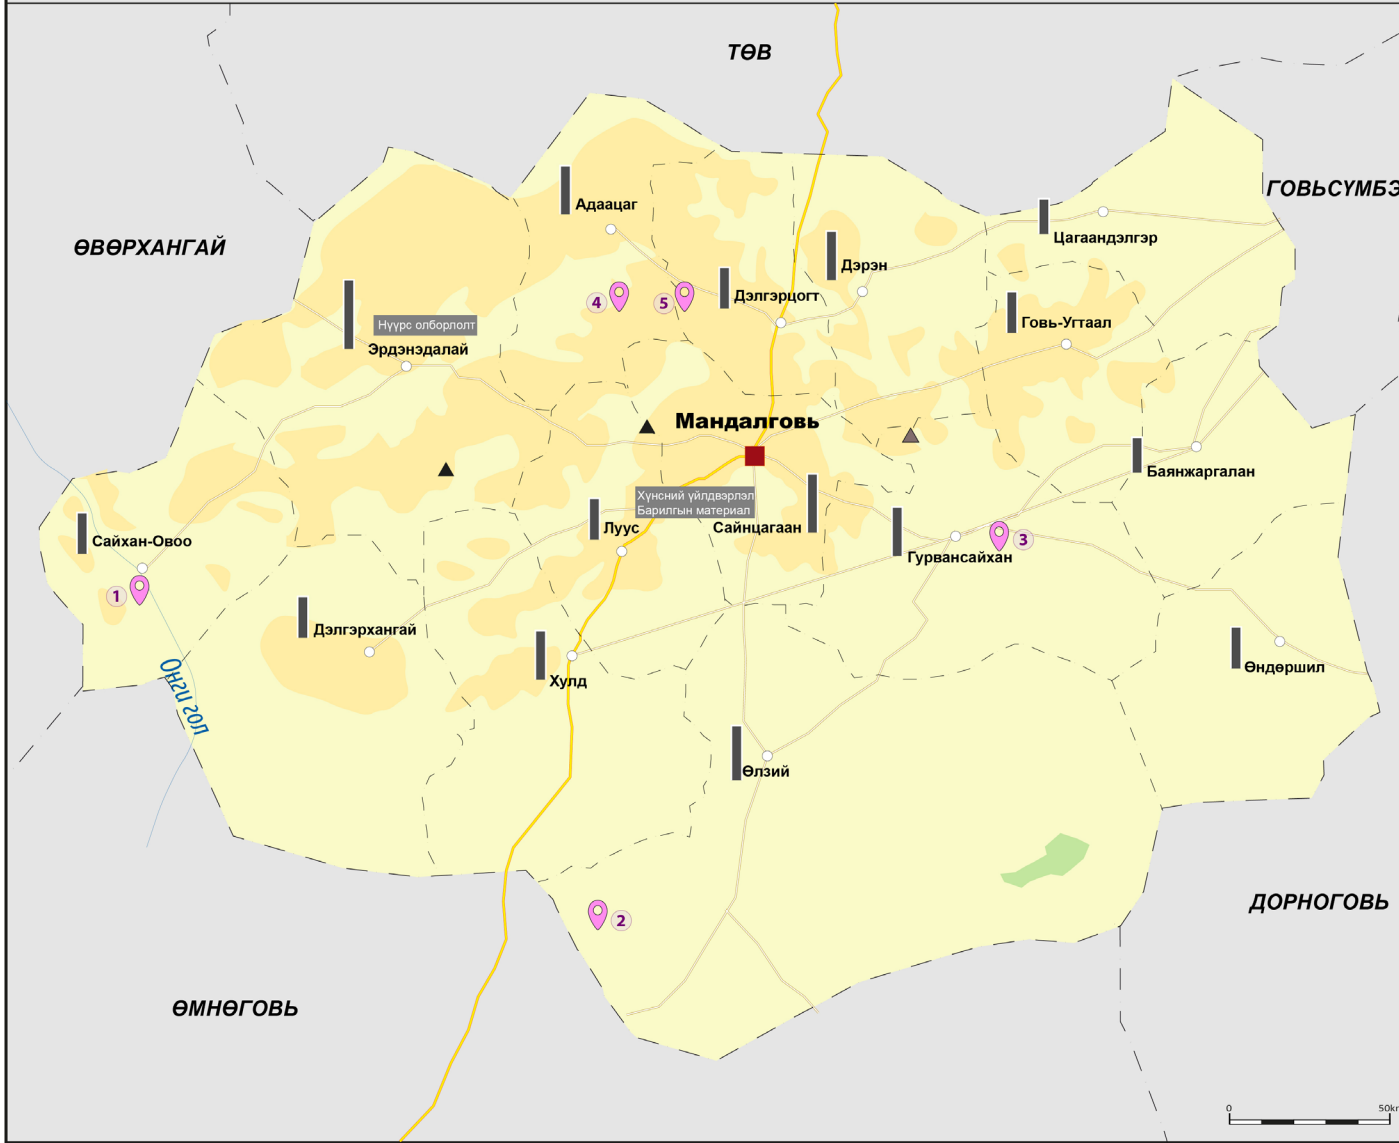 ТӨВ
ГОВЬСҮМБЭ
ӨВӨРХАНГАЙ
Адаацаг
Цагаандэлгэр
Дэрэн
4
5
Дэлгэрцогт
Говь-Угтаал
Нүүрс олборлолт
Эрдэнэдалай
Мандалговь
Баянжаргалан
Хүнсний үйлдвэрлэл
Барилгын материал
Луус
Сайнцагаан
Сайхан-Овоо
3
Гурвансайхан
1
Дэлгэрхангай
Өндөршил
Онги гол
Хулд
Өлзий
2
ДОРНОГОВЬ
ӨМНӨГОВЬ
0 50km